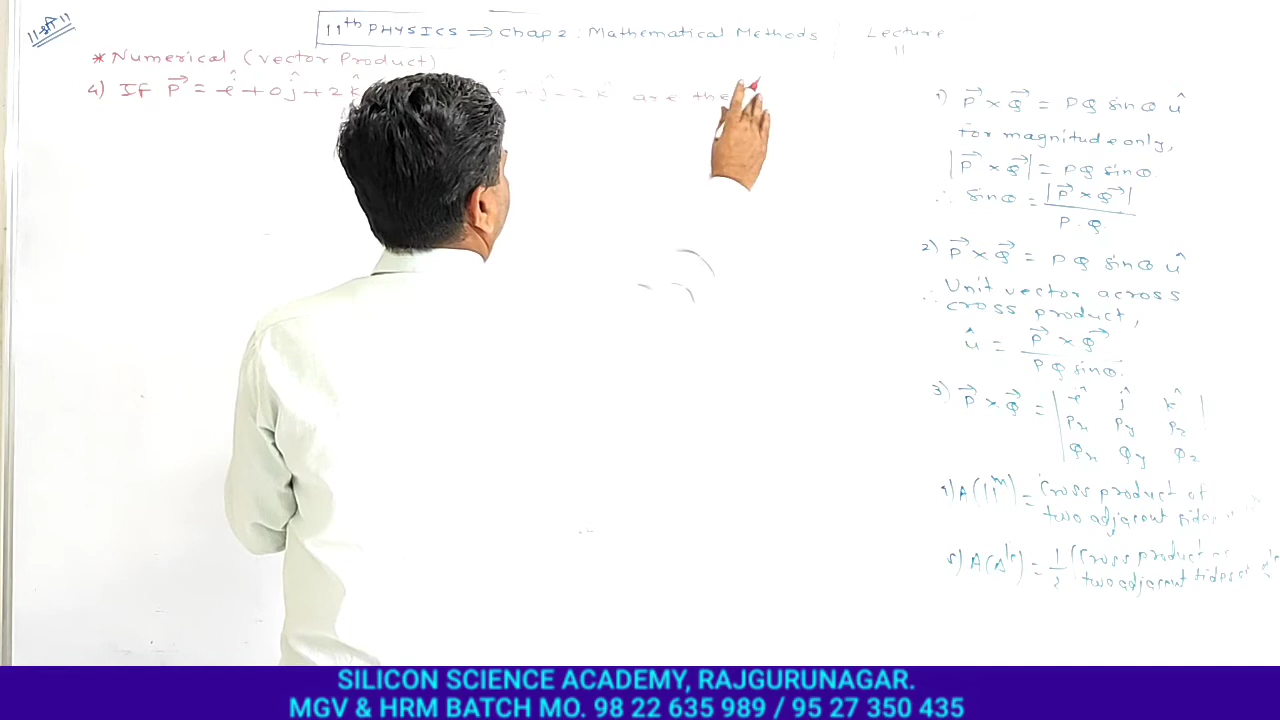 11th PHYSICS ⇒ Chap 2 : Mathematical Methods
Lecture
11
* Numerical (Vector Product)
4) IF P⃗ = î + 0ĵ + 2k̂ î + ĵ - 2k̂ are the
1) P⃗ × Q⃗ = PQ sinθ û
For magnitude only,
|P⃗ × Q⃗| = PQ sinθ.
∴ sinθ = |P⃗ × Q⃗| / P.Q.
2) P⃗ × Q⃗ = PQ sinθ û
∴ Unit vector across
cross product,
û = P⃗ × Q⃗ / PQ sinθ.
3) P⃗ × Q⃗ = | î ĵ k̂ |
Px Py Pz
Qx Qy Qz
4) A(11m) = Cross product of
two adjacent sides
5) A(Δle) = 1/2 (Cross product of
two adjacent sides of
SILICON SCIENCE ACADEMY, RAJGURUNAGAR.
MGV & HRM BATCH MO. 98 22 635 989 / 95 27 350 435